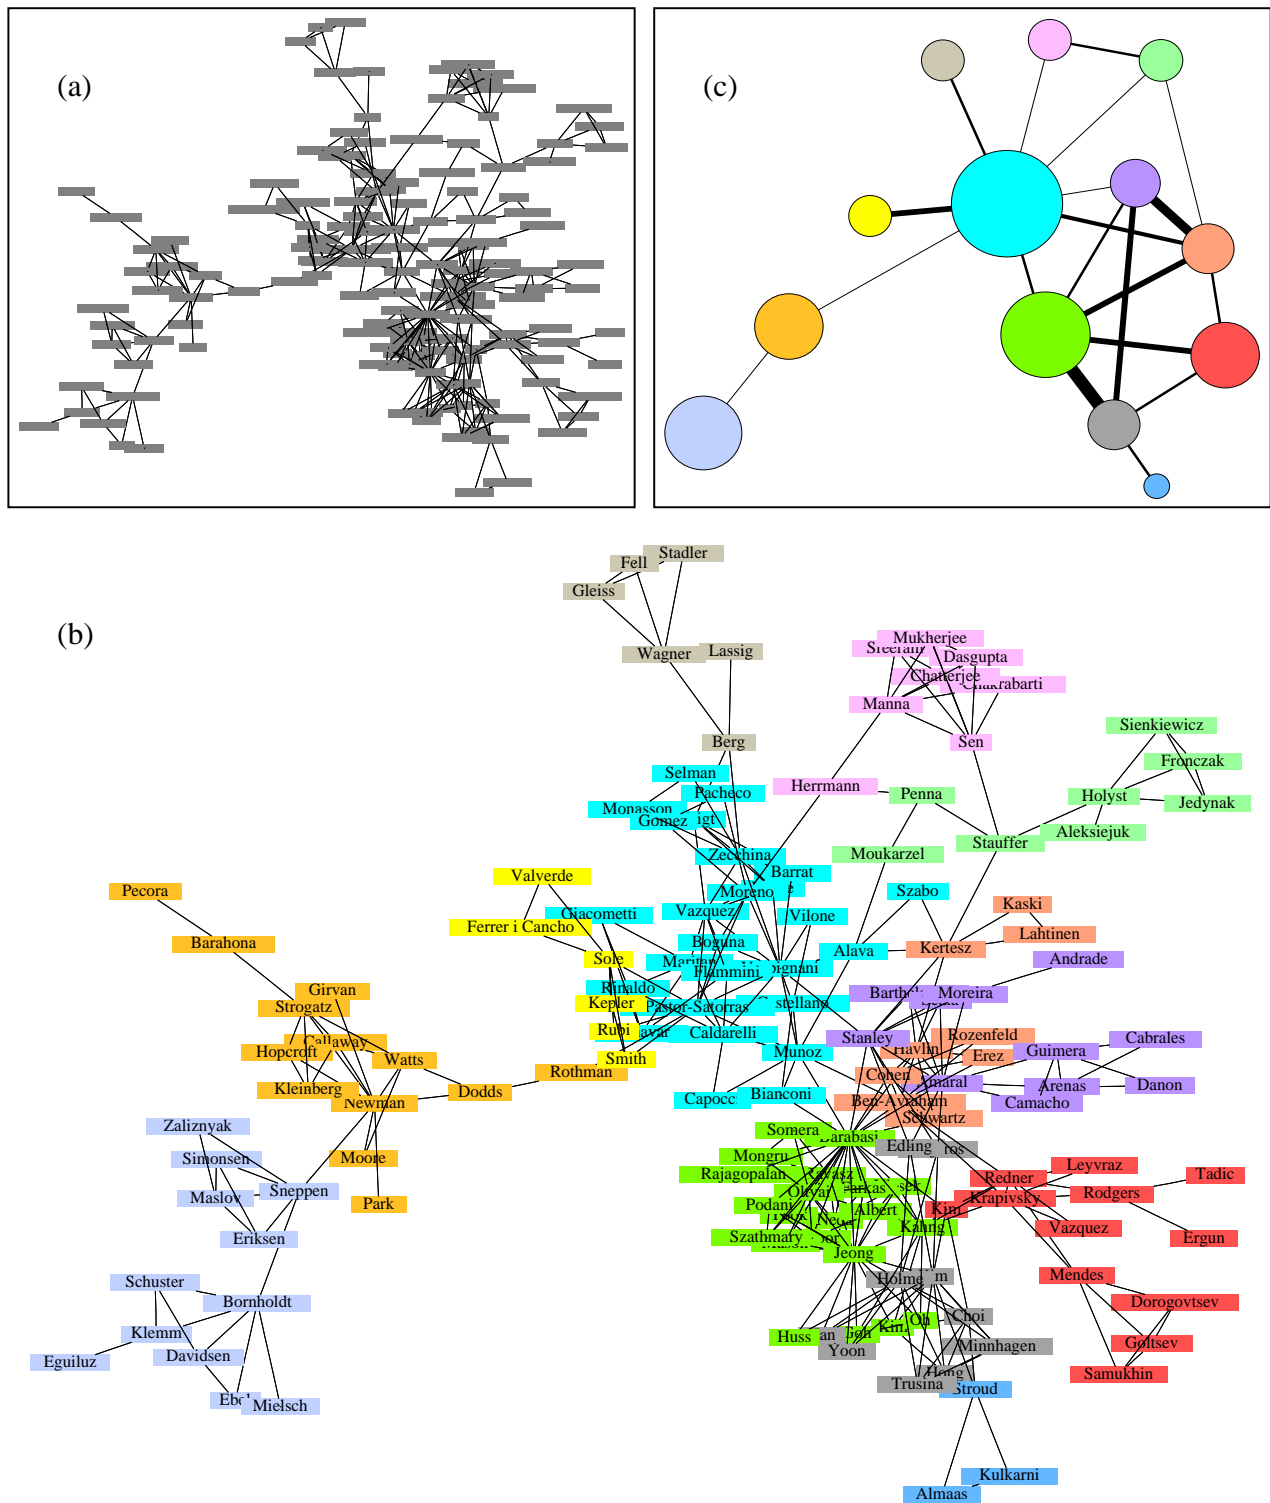 (a)
(c)
(b)
Stadler
Fell
Gleiss
Wagner
Lassig
Berg
Mukherjee
Dasgupta
Chatterjee
Chakrabarti
Manna
Sen
Herrmann
Penna
Sienkiewicz
Fronczak
Holyst
Jedynak
Aleksiejuk
Stauffer
Moukarzel
Selman
Pacheco
Monasson
Gomez
Zecchina
Barrat
Moreno
Szabo
Vazquez
Vilone
Giacometti
Boguna
Alava
Flammini
Rinaldo
Pastor-Satorras
Caldarelli
Munoz
Capocci
Bianconi
Valverde
Ferrer i Cancho
Sole
Kepler
Rubi
Smith
Kaski
Lahtinen
Kertesz
Andrade
Moreira
Stanley
Rozenfeld
Havlin
Erez
Cohen
Guimera
Cabrales
Amaral
Arenas
Danon
Camacho
Ben-Avraham
Schwartz
Pecora
Barahona
Girvan
Strogatz
Callaway
Hopcroft
Watts
Kleinberg
Newman
Dodds
Rothman
Moore
Park
Zaliznyak
Simonsen
Maslov
Sneppen
Eriksen
Schuster
Bornholdt
Klemm
Eguiluz
Davidsen
Mielsch
Somera
Barabasi
Mongru
Rajagopalan
Podani
Albert
Szathmary
Kahng
Jeong
Edling
Kim
Redner
Leyvraz
Krapivsky
Rodgers
Tadic
Vazquez
Ergun
Mendes
Dorogovtsev
Goltsev
Samukhin
Holme
Choi
Oh
Kim
Huss
Yoon
Minnhagen
Hong
Trusina
Stroud
Kulkarni
Almaas